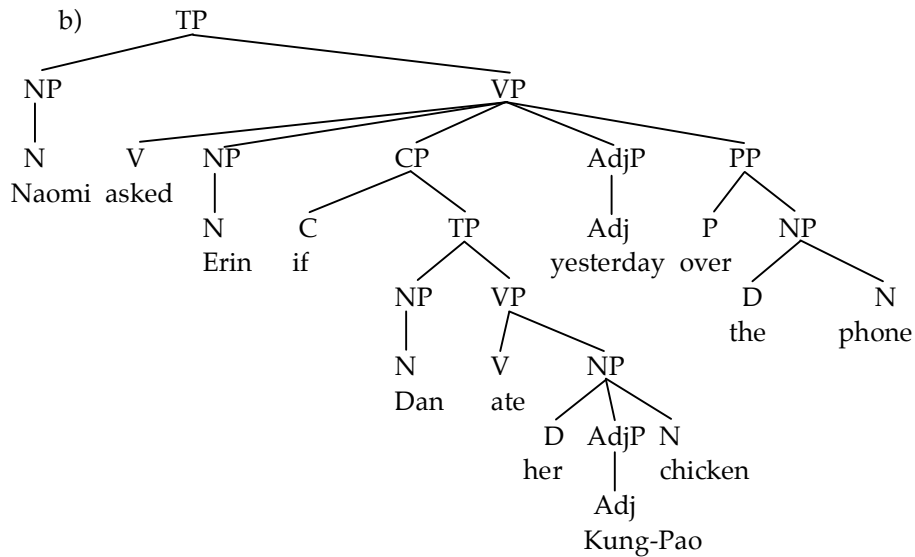 b) TP
NP VP
N V NP CP AdjP PP
Naomi asked
N C TP Adj P NP
Erin if yesterday over
NP VP D N
the phone
N V NP
Dan ate
D AdjP N
her chicken
Adj
Kung-Pao